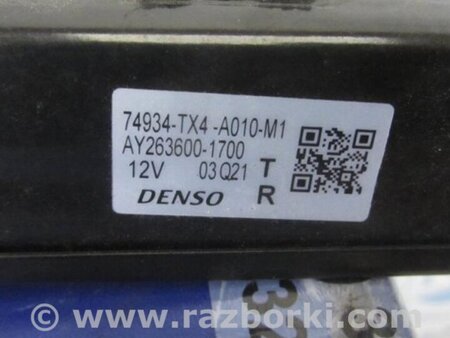 74934-TX4-A010-M1
AY263600-1700 T
12V 03Q21 R
DENSO
© www.razborki.com